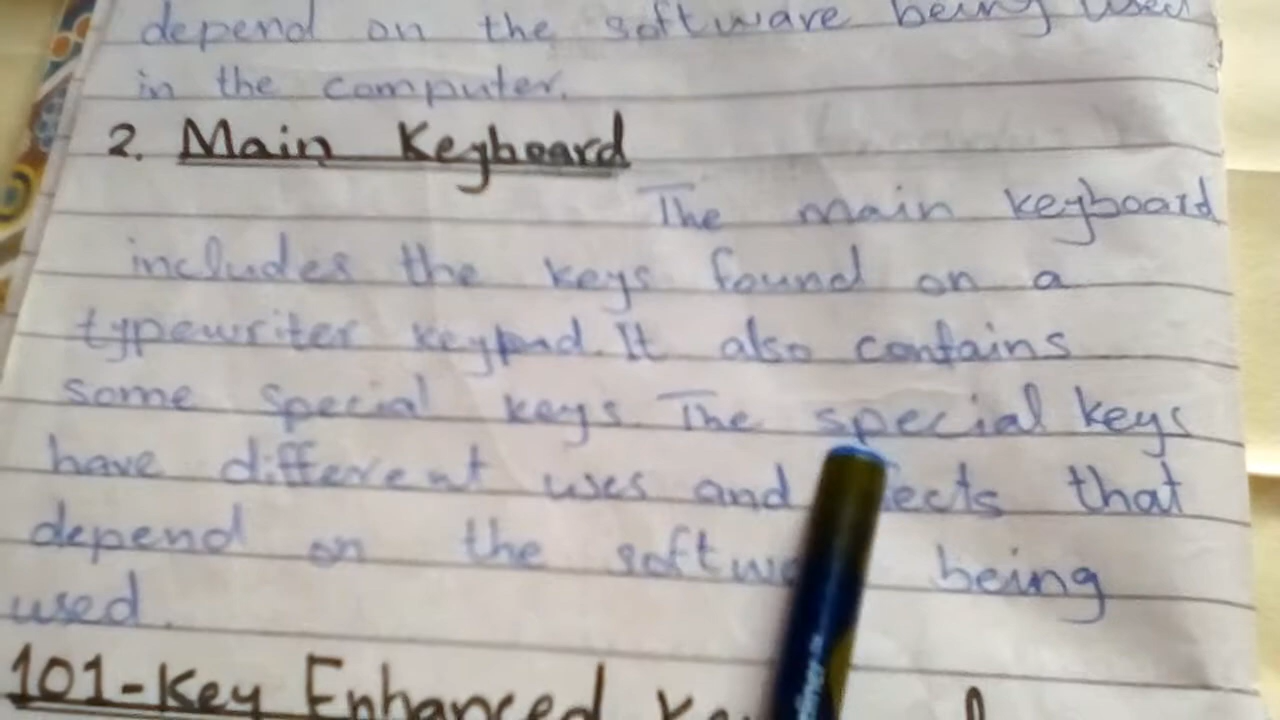 depend on the software being used
in the computer.
2. Main Keyboard
The main keyboard
includes the keys found on a
typewriter keypad. It also contains
some special keys. The special keys
have different uses and that
depend on the being
used.
101-Key Enhanced